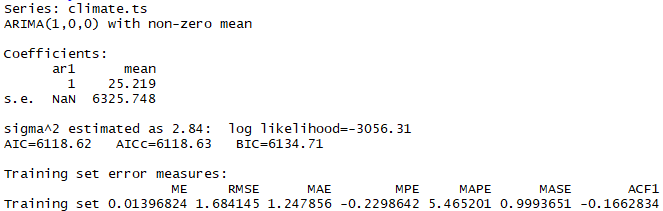 Series: climate.ts
ARIMA(1,0,0) with non-zero mean
Coefficients:
ar1 mean
1 25.219
s.e. NaN 6325.748
sigma^2 estimated as 2.84: log likelihood=-3056.31
AIC=6118.62 AICc=6118.63 BIC=6134.71
Training set error measures:
ME RMSE MAE MPE MAPE MASE ACF1
Training set 0.01396824 1.684145 1.247856 -0.2298642 5.465201 0.9993651 -0.1662834